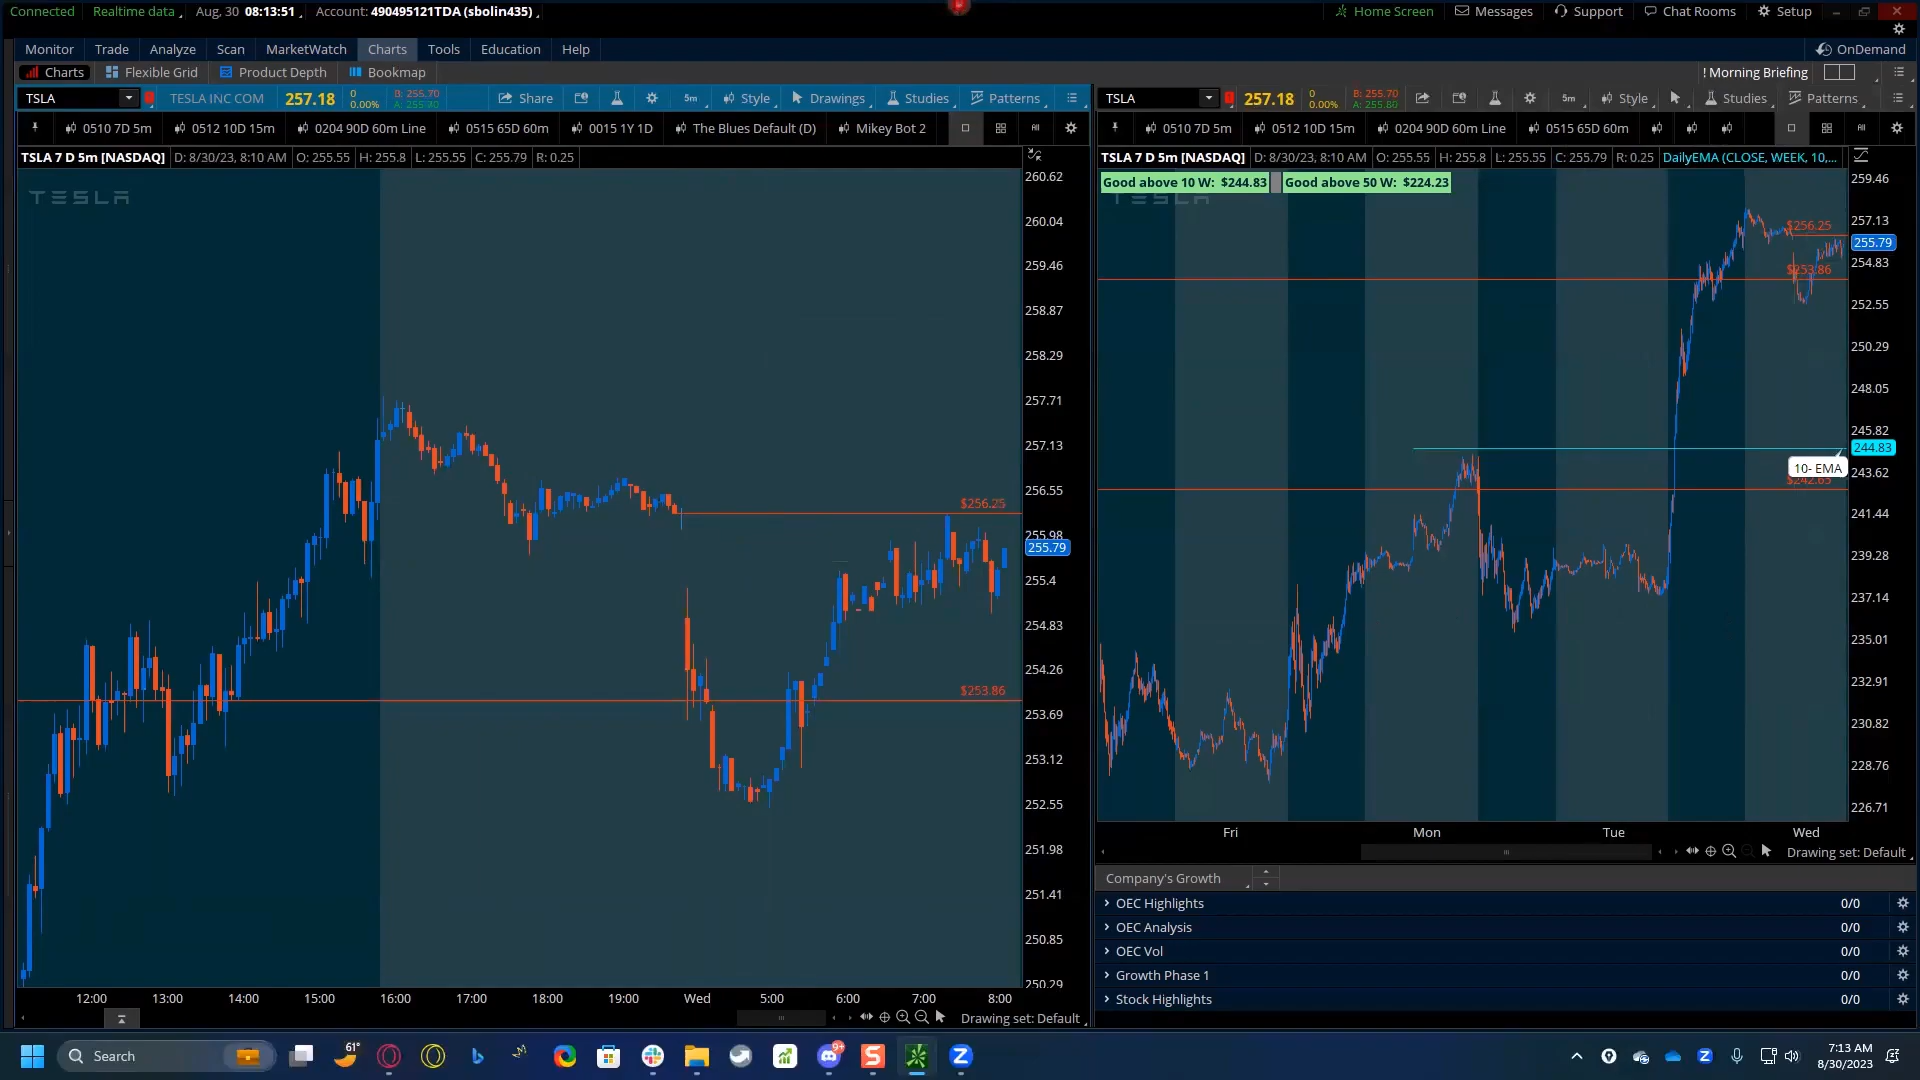 Connected Realtime data Aug, 30 08:13:51 Account: 490495121TDA (sbolin435) Home Screen Messages Support Chat Rooms Setup
Monitor Trade Analyze Scan MarketWatch Charts Tools Education Help OnDemand
Charts Flexible Grid Product Depth Bookmap ! Morning Briefing
TSLA TESLA INC COM 257.18 0 0.00% B: 255.70 A: 255.80 Share 5m Style Drawings Studies Patterns
TSLA 257.18 0 0.00% B: 255.70 A: 255.80 5m Style Studies Patterns
0510 7D 5m 0512 10D 15m 0204 90D 60m Line 0515 65D 60m 0015 1Y 1D The Blues Default (D) Mikey Bot 2 All
0510 7D 5m 0512 10D 15m 0204 90D 60m Line 0515 65D 60m All
TSLA 7 D 5m [NASDAQ] D: 8/30/23, 8:10 AM O: 255.55 H: 255.8 L: 255.55 C: 255.79 R: 0.25
TSLA 7 D 5m [NASDAQ] D: 8/30/23, 8:10 AM O: 255.55 H: 255.8 L: 255.55 C: 255.79 R: 0.25 DailyEMA (CLOSE, WEEK, 10,...
TESLA
260.62
260.04
259.46
258.87
258.29
257.71
257.13
256.55
$256.25
255.98
255.79
255.4
254.83
254.26
$253.86
253.69
253.12
252.55
251.98
251.41
250.85
250.29
12:00 13:00 14:00 15:00 16:00 17:00 18:00 19:00 Wed 5:00 6:00 7:00 8:00
Drawing set: Default
Good above 10 W: $244.83 Good above 50 W: $224.23
TESLA
259.46
257.13
$256.25
255.79
254.83
$253.86
252.55
250.29
248.05
245.82
244.83
10- EMA
243.62
$242.65
241.44
239.28
237.14
235.01
232.91
230.82
228.76
226.71
Fri Mon Tue Wed
Drawing set: Default
Company's Growth
OEC Highlights 0/0
OEC Analysis 0/0
OEC Vol 0/0
Growth Phase 1 0/0
Stock Highlights 0/0
Search 61° 9+ 7:13 AM
8/30/2023